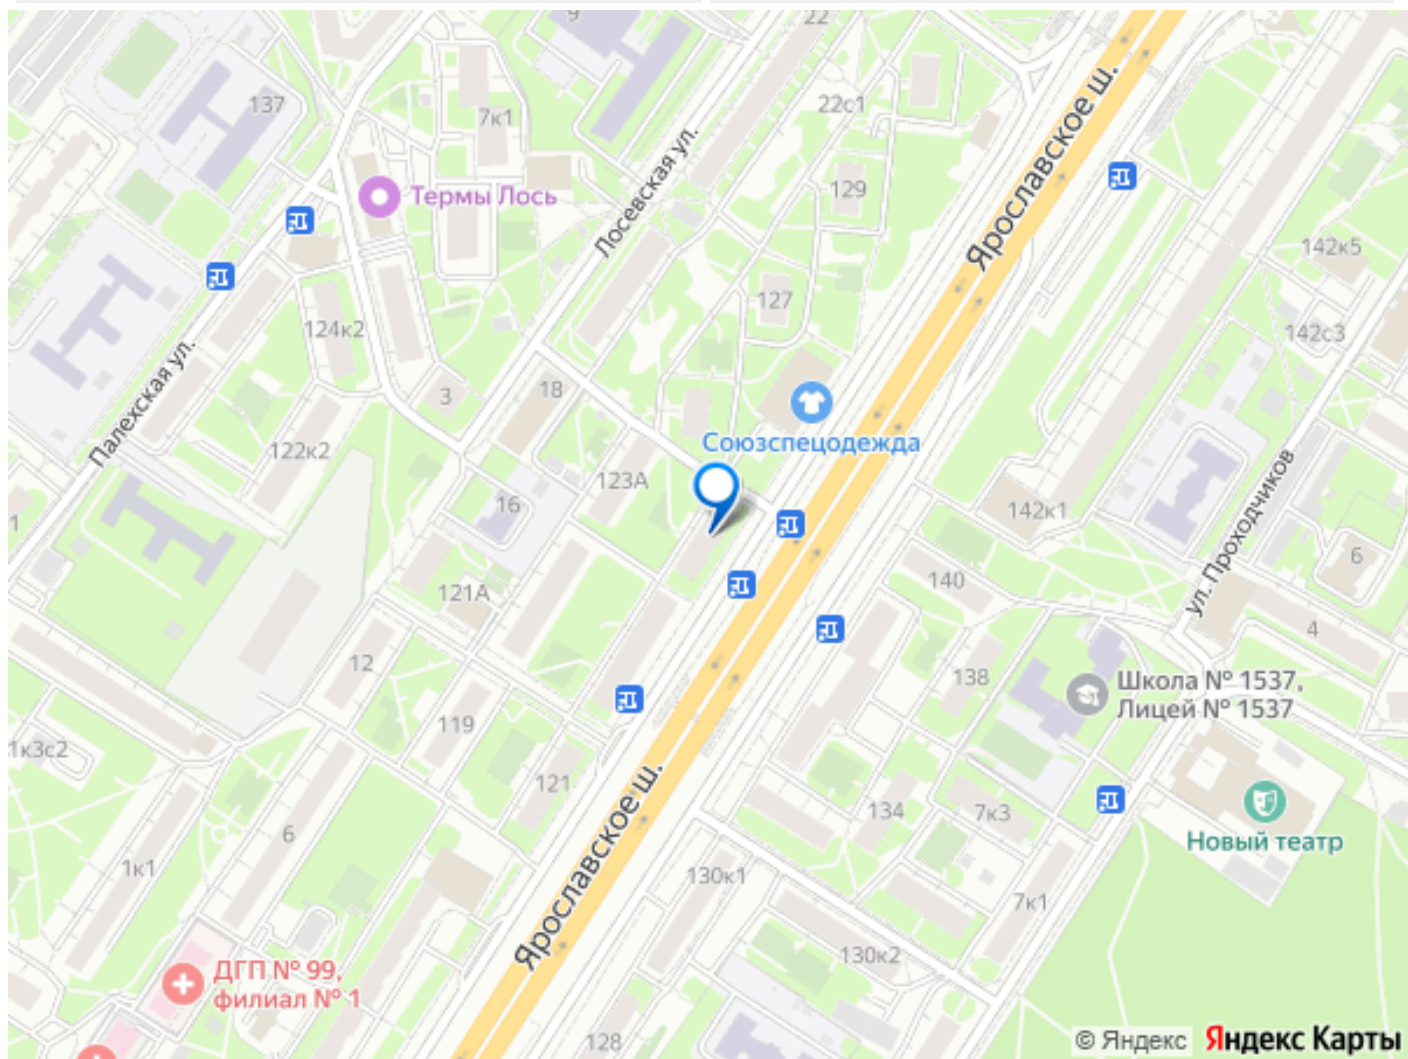 9
22
137
7к1
22с1
Ярославское ш.
Термы Лось
Лосевская ул.
129
142к5
127
124к2
142с3
Палехская ул.
3
18
Союзспецодежда
122к2
123А
16
142к1
ул. Проходчиков
1
6
121А
140
4
12
138
Школа № 1537,
Лицей № 1537
119
1к3с2
121
134
7к3
6
Новый театр
Ярославское ш.
1к1
130к1
7к1
130к2
ДГП № 99,
филиал № 1
128
© Яндекс Яндекс Карты